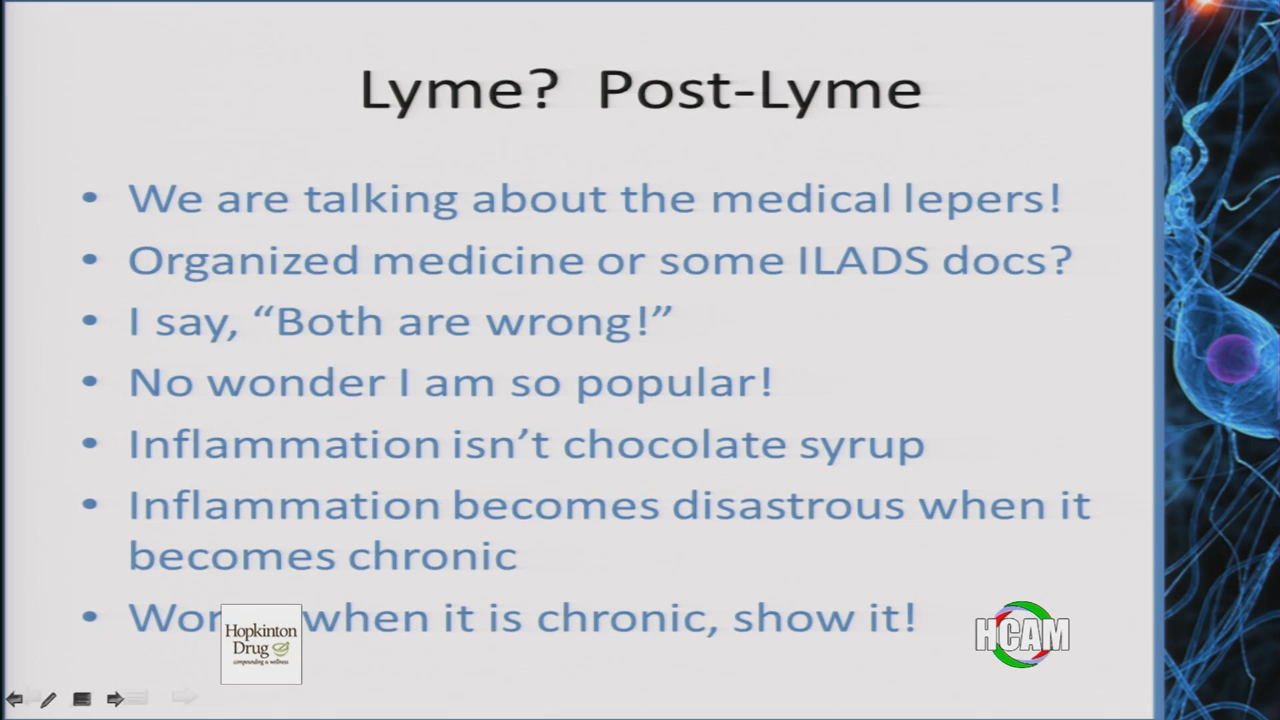 Lyme? Post-Lyme
• We are talking about the medical lepers!
• Organized medicine or some ILADS docs?
• I say, “Both are wrong!”
• No wonder I am so popular!
• Inflammation isn’t chocolate syrup
• Inflammation becomes disastrous when it
becomes chronic
• when it is chronic, show it!
Hopkinton
Drug
compounding & wellness
HCAM